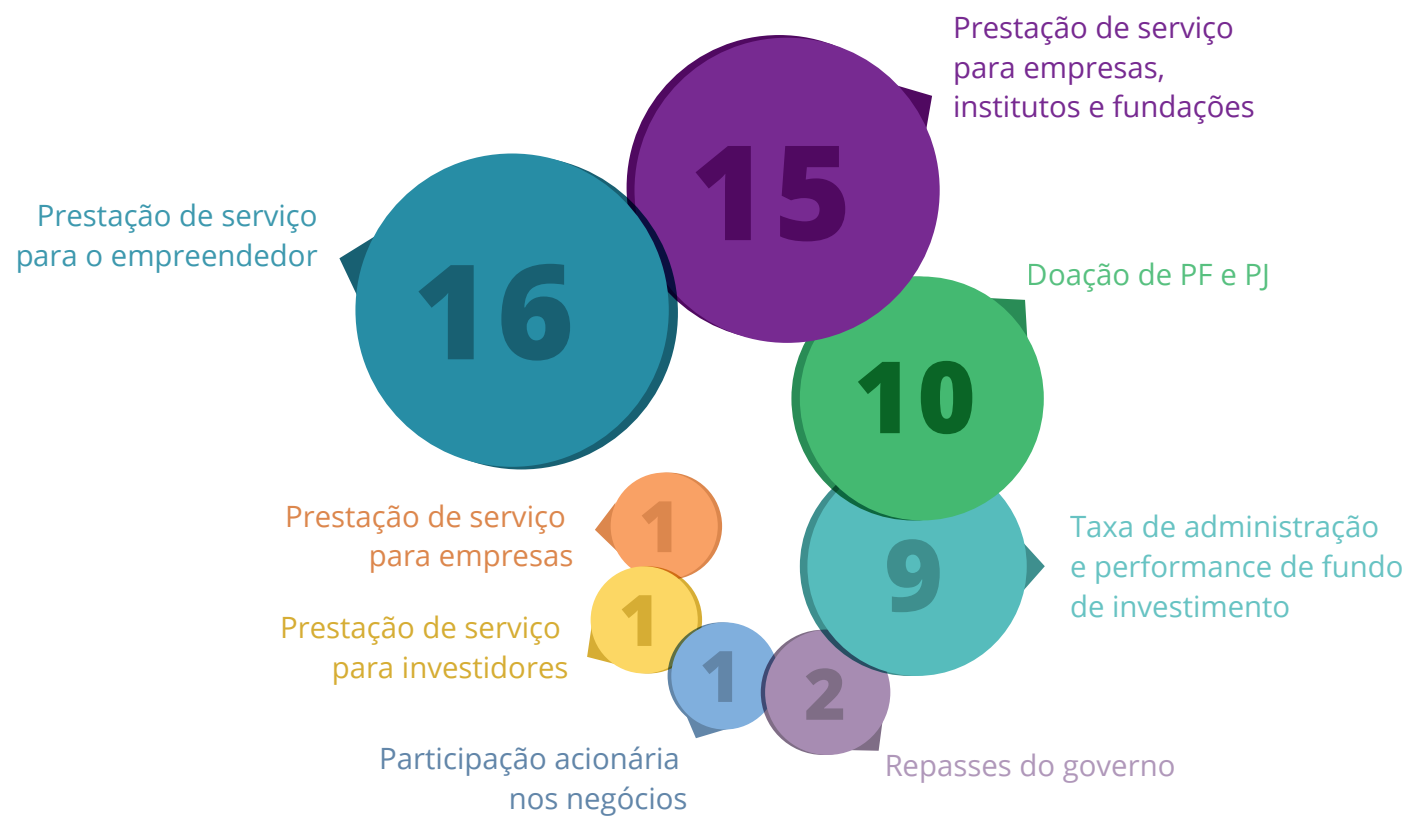 Prestação de serviço
para empresas,
institutos e fundações
15
Prestação de serviço
para o empreendedor
16
Doação de PF e PJ
10
Taxa de administração
e performance de fundo
de investimento
9
Prestação de serviço
para empresas
1
Prestação de serviço
para investidores
1
Participação acionária
nos negócios
1
Repasses do governo
2